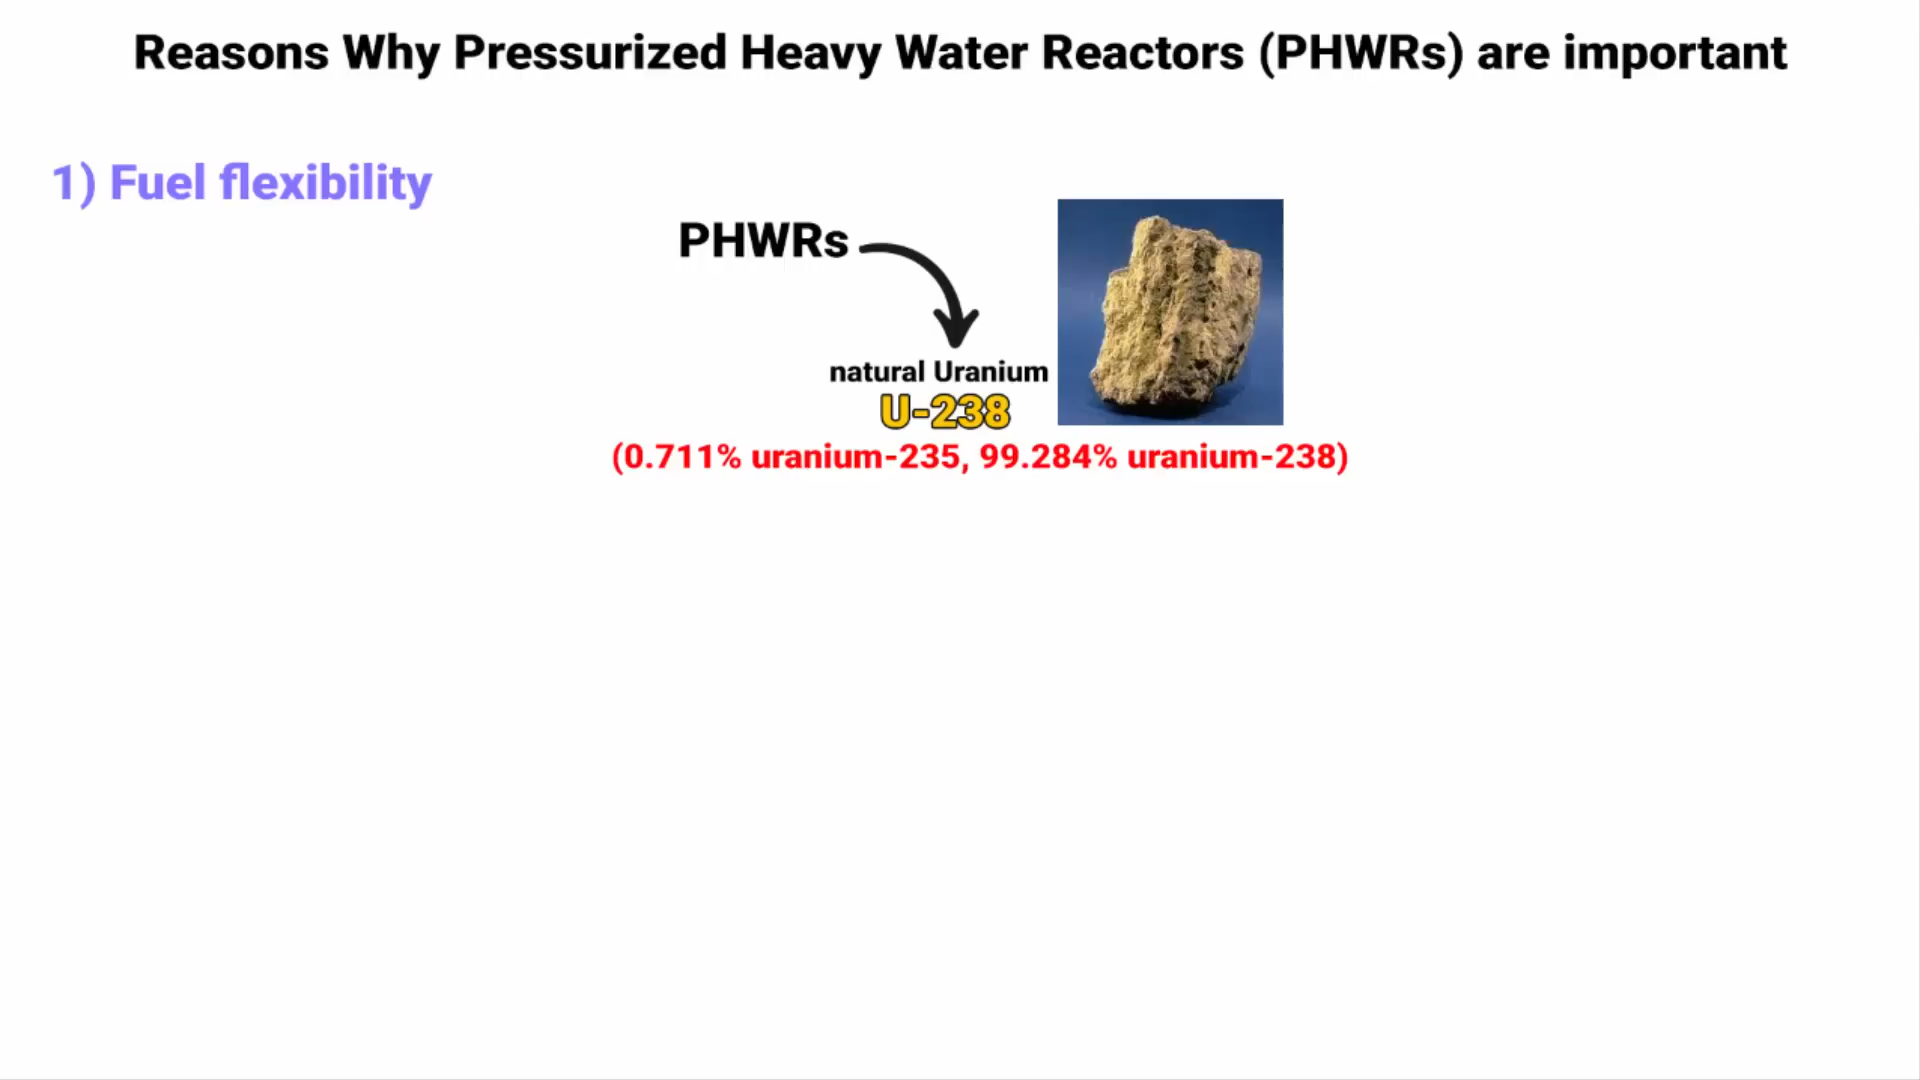 Reasons Why Pressurized Heavy Water Reactors (PHWRs) are important
1) Fuel flexibility
PHWRs
natural Uranium
U-238
(0.711% uranium-235, 99.284% uranium-238)